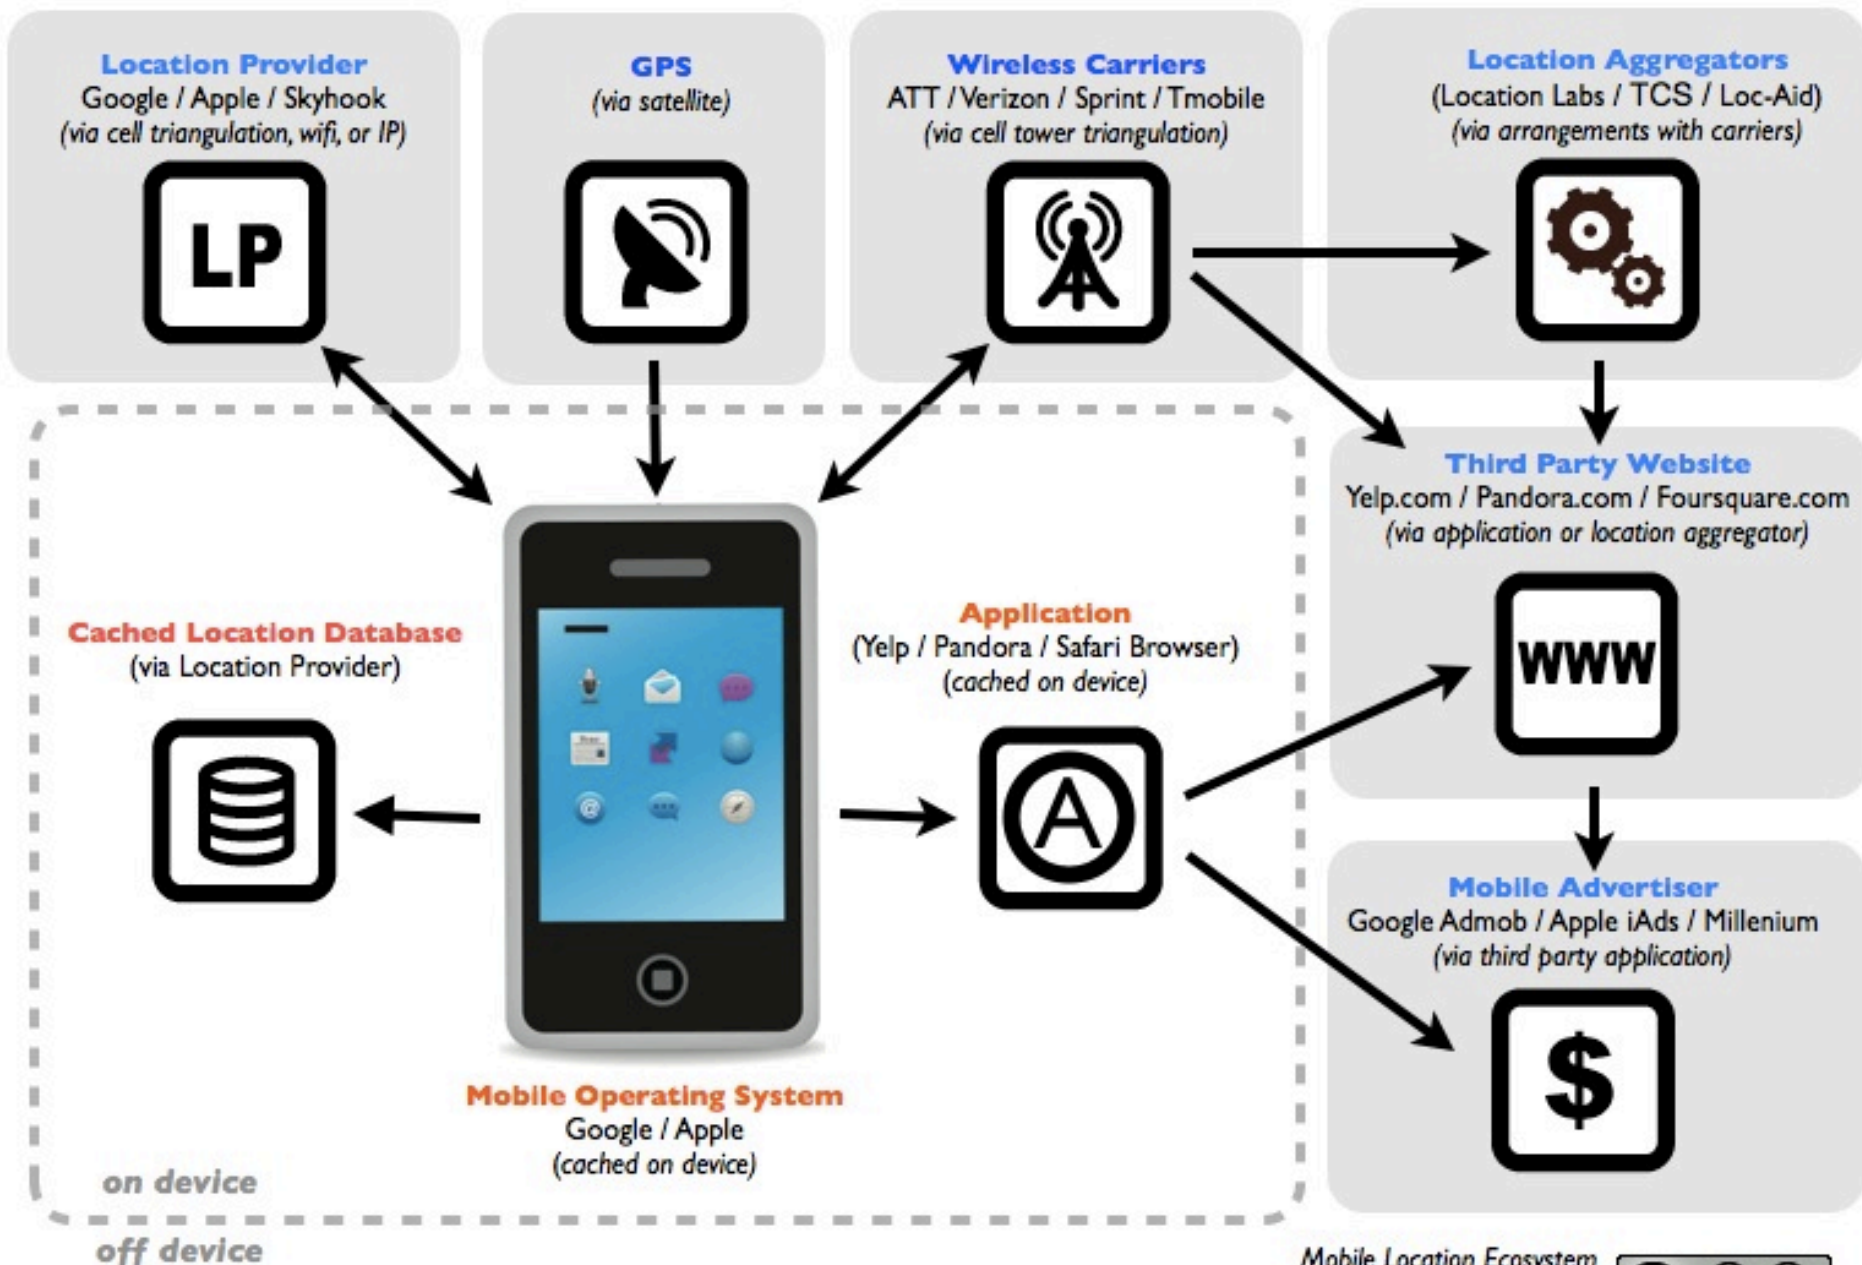 Location Provider
Google / Apple / Skyhook
(via cell triangulation, wifi, or IP)
LP
GPS
(via satellite)
Wireless Carriers
ATT / Verizon / Sprint / Tmobile
(via cell tower triangulation)
Location Aggregators
(Location Labs / TCS / Loc-Aid)
(via arrangements with carriers)
Third Party Website
Yelp.com / Pandora.com / Foursquare.com
(via application or location aggregator)
WWW
Cached Location Database
(via Location Provider)
Application
(Yelp / Pandora / Safari Browser)
(cached on device)
A
Mobile Advertiser
Google Admob / Apple iAds / Millenium
(via third party application)
$
Mobile Operating System
Google / Apple
(cached on device)
on device
off device
Mobile Location Ecosystem